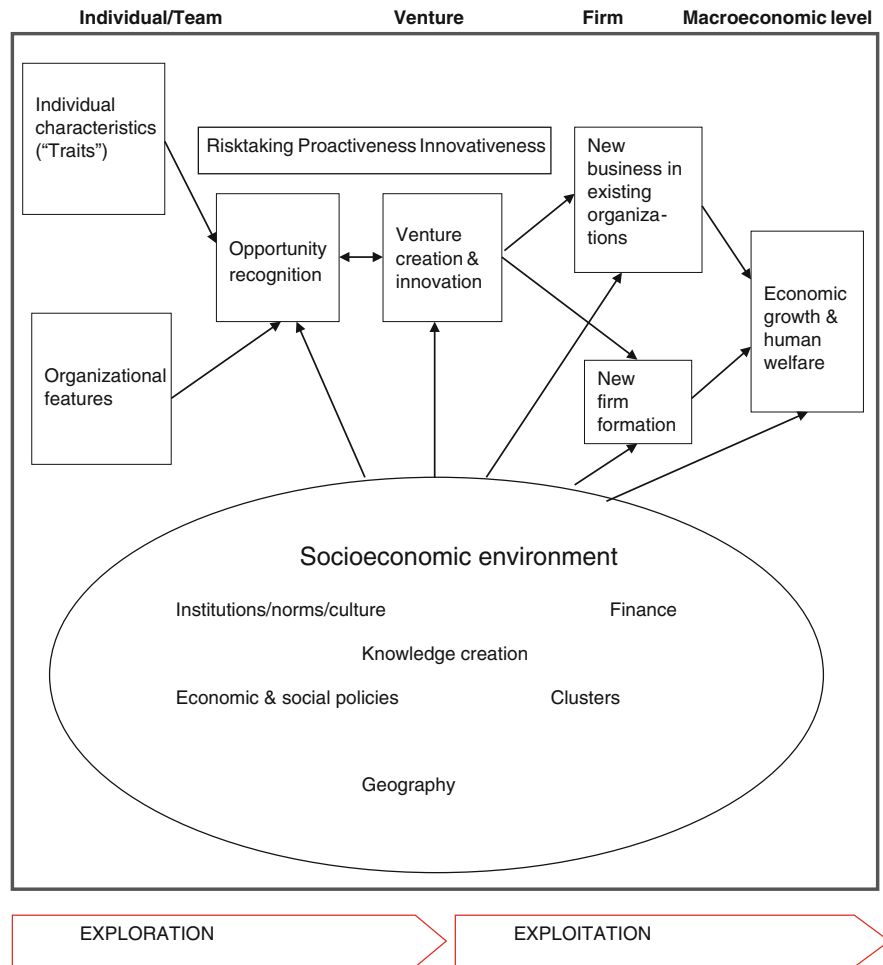 Individual/Team Venture Firm Macroeconomic level
Individual
characteristics
(“Traits”)
Risktaking Proactiveness Innovativeness
New
business in
existing
organiza-
tions
Opportunity
recognition
Venture
creation &
innovation
Economic
growth &
human
welfare
Organizational
features
New
firm
formation
Socioeconomic environment
Institutions/norms/culture Finance
Knowledge creation
Economic & social policies Clusters
Geography
EXPLORATION EXPLOITATION